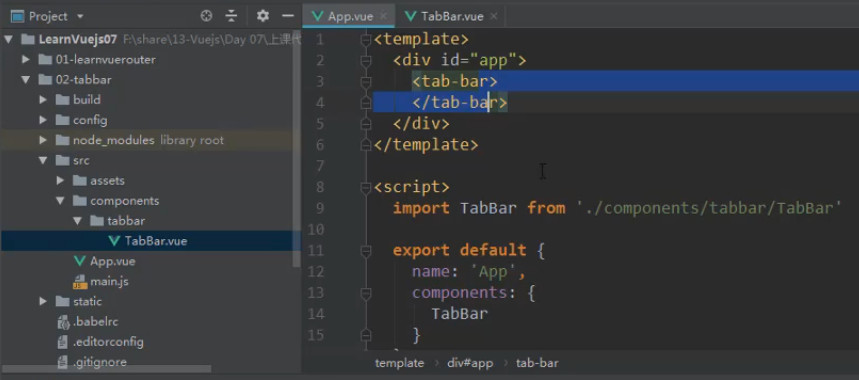 Project
App.vue
TabBar.vue
LearnVuejs07 F:\share\13-Vuejs\Day 07\上课代
01-learnvuerouter
02-tabbar
build
config
node_modules library root
src
assets
components
tabbar
TabBar.vue
App.vue
main.js
static
.babelrc
.editorconfig
.gitignore
1 <template>
2 <div id="app">
3 <tab-bar>
4 </tab-bar>
5 </div>
6 </template>
7
8 <script>
9 import TabBar from './components/tabbar/TabBar'
10
11 export default {
12 name: 'App',
13 components: {
14 TabBar
15 }
template › div#app › tab-bar